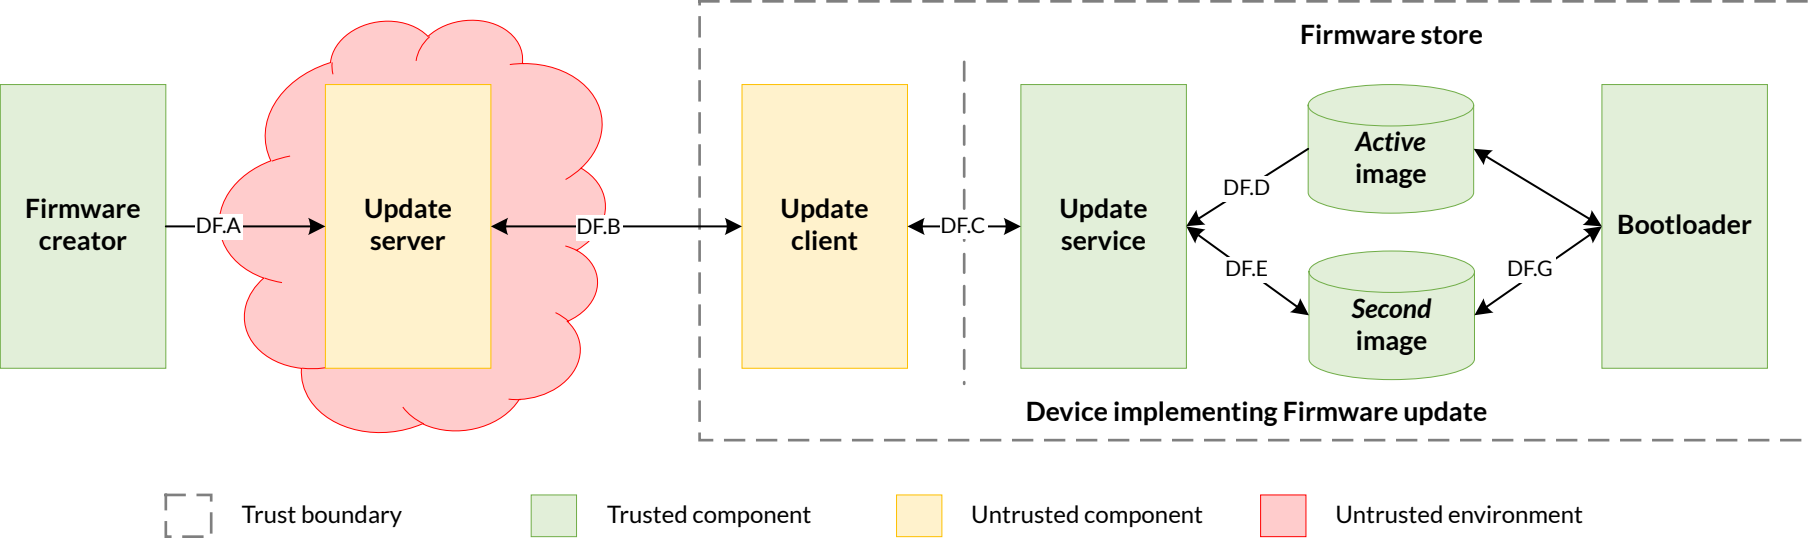 Firmware store
Firmware
creator
DF.A
Update
server
DF.B
Update
client
DF.C
Update
service
DF.D
DF.E
Active
image
Second
image
DF.G
Bootloader
Device implementing Firmware update
Trust boundary
Trusted component
Untrusted component
Untrusted environment